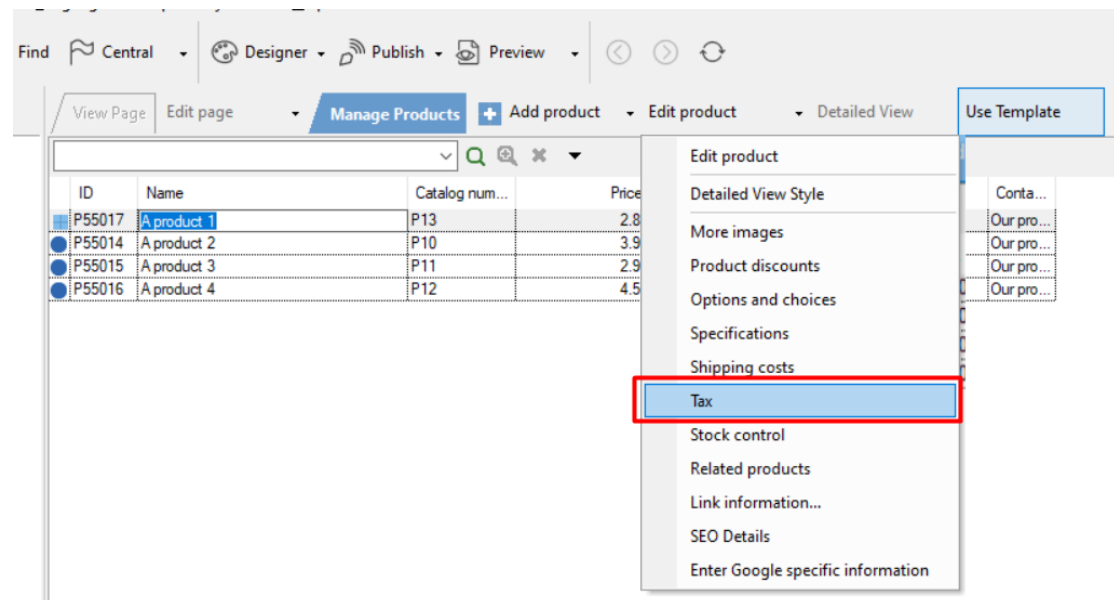 Find Central Designer Publish Preview
View Page Edit page Manage Products Add product Edit product Detailed View Use Template
ID Name Catalog num... Price Conta...
P55017 A product 1 P13 2.8 Our pro...
P55014 A product 2 P10 3.9 Our pro...
P55015 A product 3 P11 2.9 Our pro...
P55016 A product 4 P12 4.5 Our pro...
Edit product
Detailed View Style
More images
Product discounts
Options and choices
Specifications
Shipping costs
Tax
Stock control
Related products
Link information...
SEO Details
Enter Google specific information